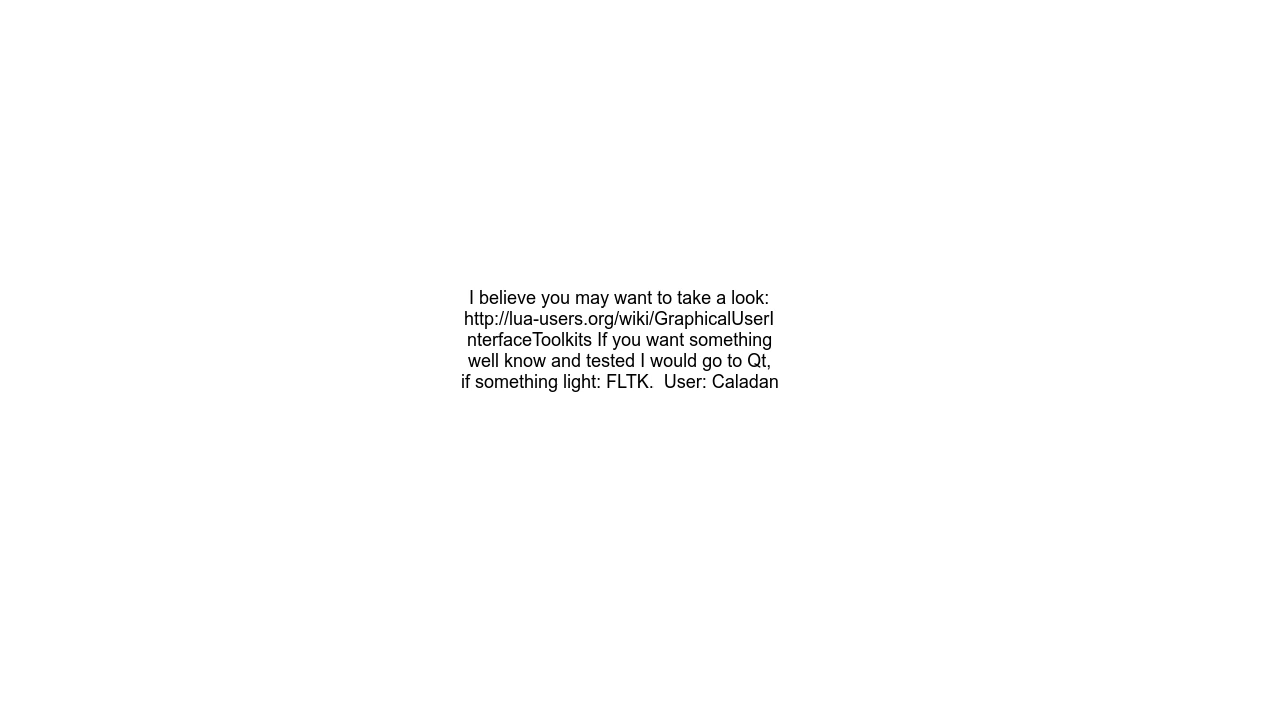 I believe you may want to take a look:
http://lua-users.org/wiki/GraphicalUserI
nterfaceToolkits If you want something
well know and tested I would go to Qt,
if something light: FLTK.  User: Caladan